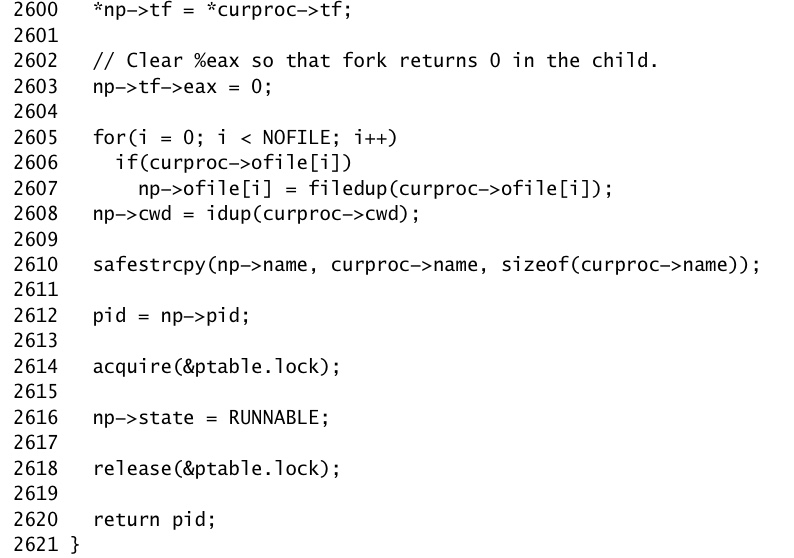 2600   *np->tf = *curproc->tf;
2601
2602   // Clear %eax so that fork returns 0 in the child.
2603   np->tf->eax = 0;
2604
2605   for(i = 0; i < NOFILE; i++)
2606     if(curproc->ofile[i])
2607       np->ofile[i] = filedup(curproc->ofile[i]);
2608   np->cwd = idup(curproc->cwd);
2609
2610   safestrcpy(np->name, curproc->name, sizeof(curproc->name));
2611
2612   pid = np->pid;
2613
2614   acquire(&ptable.lock);
2615
2616   np->state = RUNNABLE;
2617
2618   release(&ptable.lock);
2619
2620   return pid;
2621 }